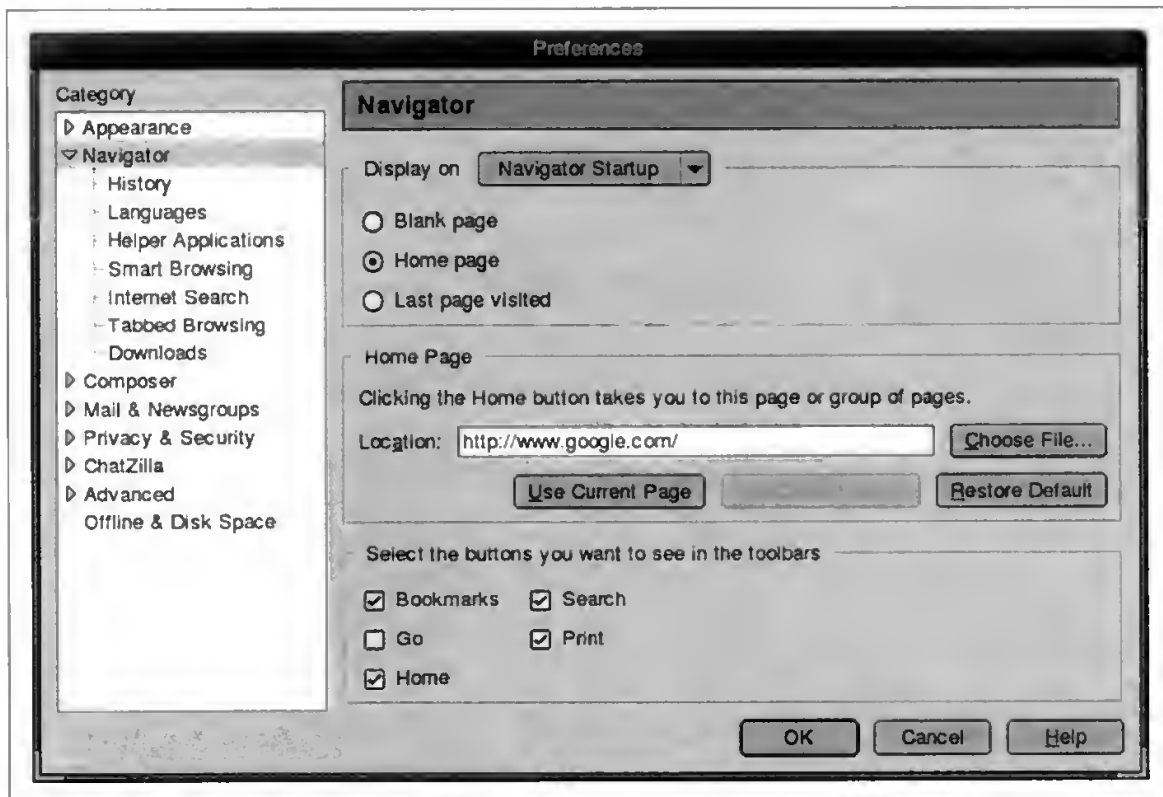 Preferences
Category
Appearance
Navigator
History
Languages
Helper Applications
Smart Browsing
Internet Search
Tabbed Browsing
Downloads
Composer
Mail & Newsgroups
Privacy & Security
ChatZilla
Advanced
Offline & Disk Space
Navigator
Display on Navigator Startup
Blank page
Home page
Last page visited
Home Page
Clicking the Home button takes you to this page or group of pages.
Location: http://www.google.com/ Choose File...
Use Current Page Restore Default
Select the buttons you want to see in the toolbars
Bookmarks Search
Go Print
Home
OK Cancel Help